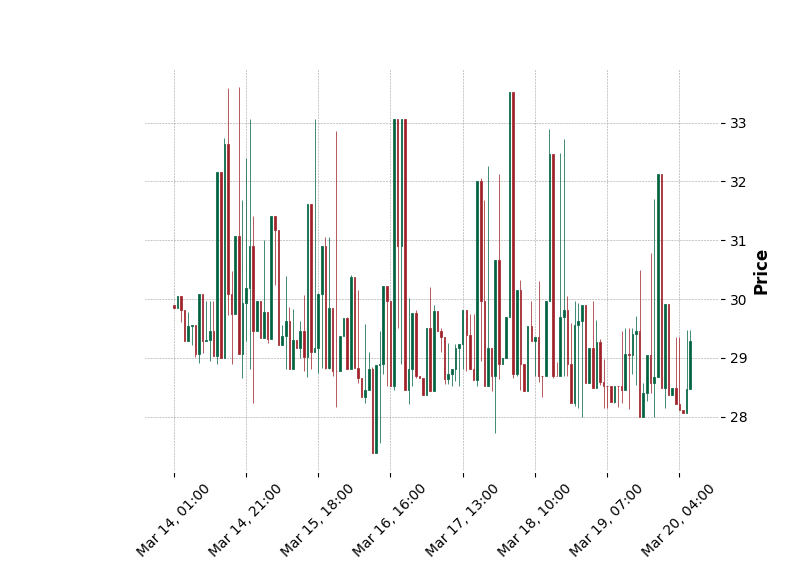 33
32
31
30
29
28
Price
Mar 14, 01:00
Mar 14, 21:00
Mar 15, 18:00
Mar 16, 16:00
Mar 17, 13:00
Mar 18, 10:00
Mar 19, 07:00
Mar 20, 04:00